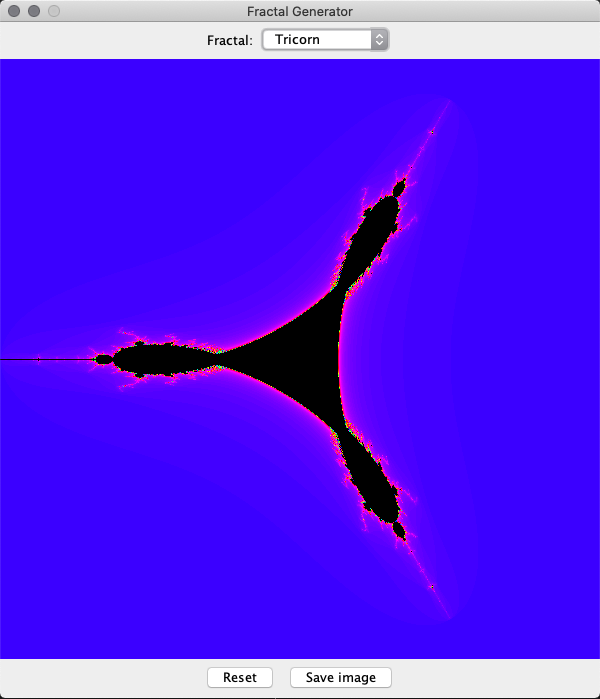 Fractal Generator
Fractal: Tricorn
Reset Save image